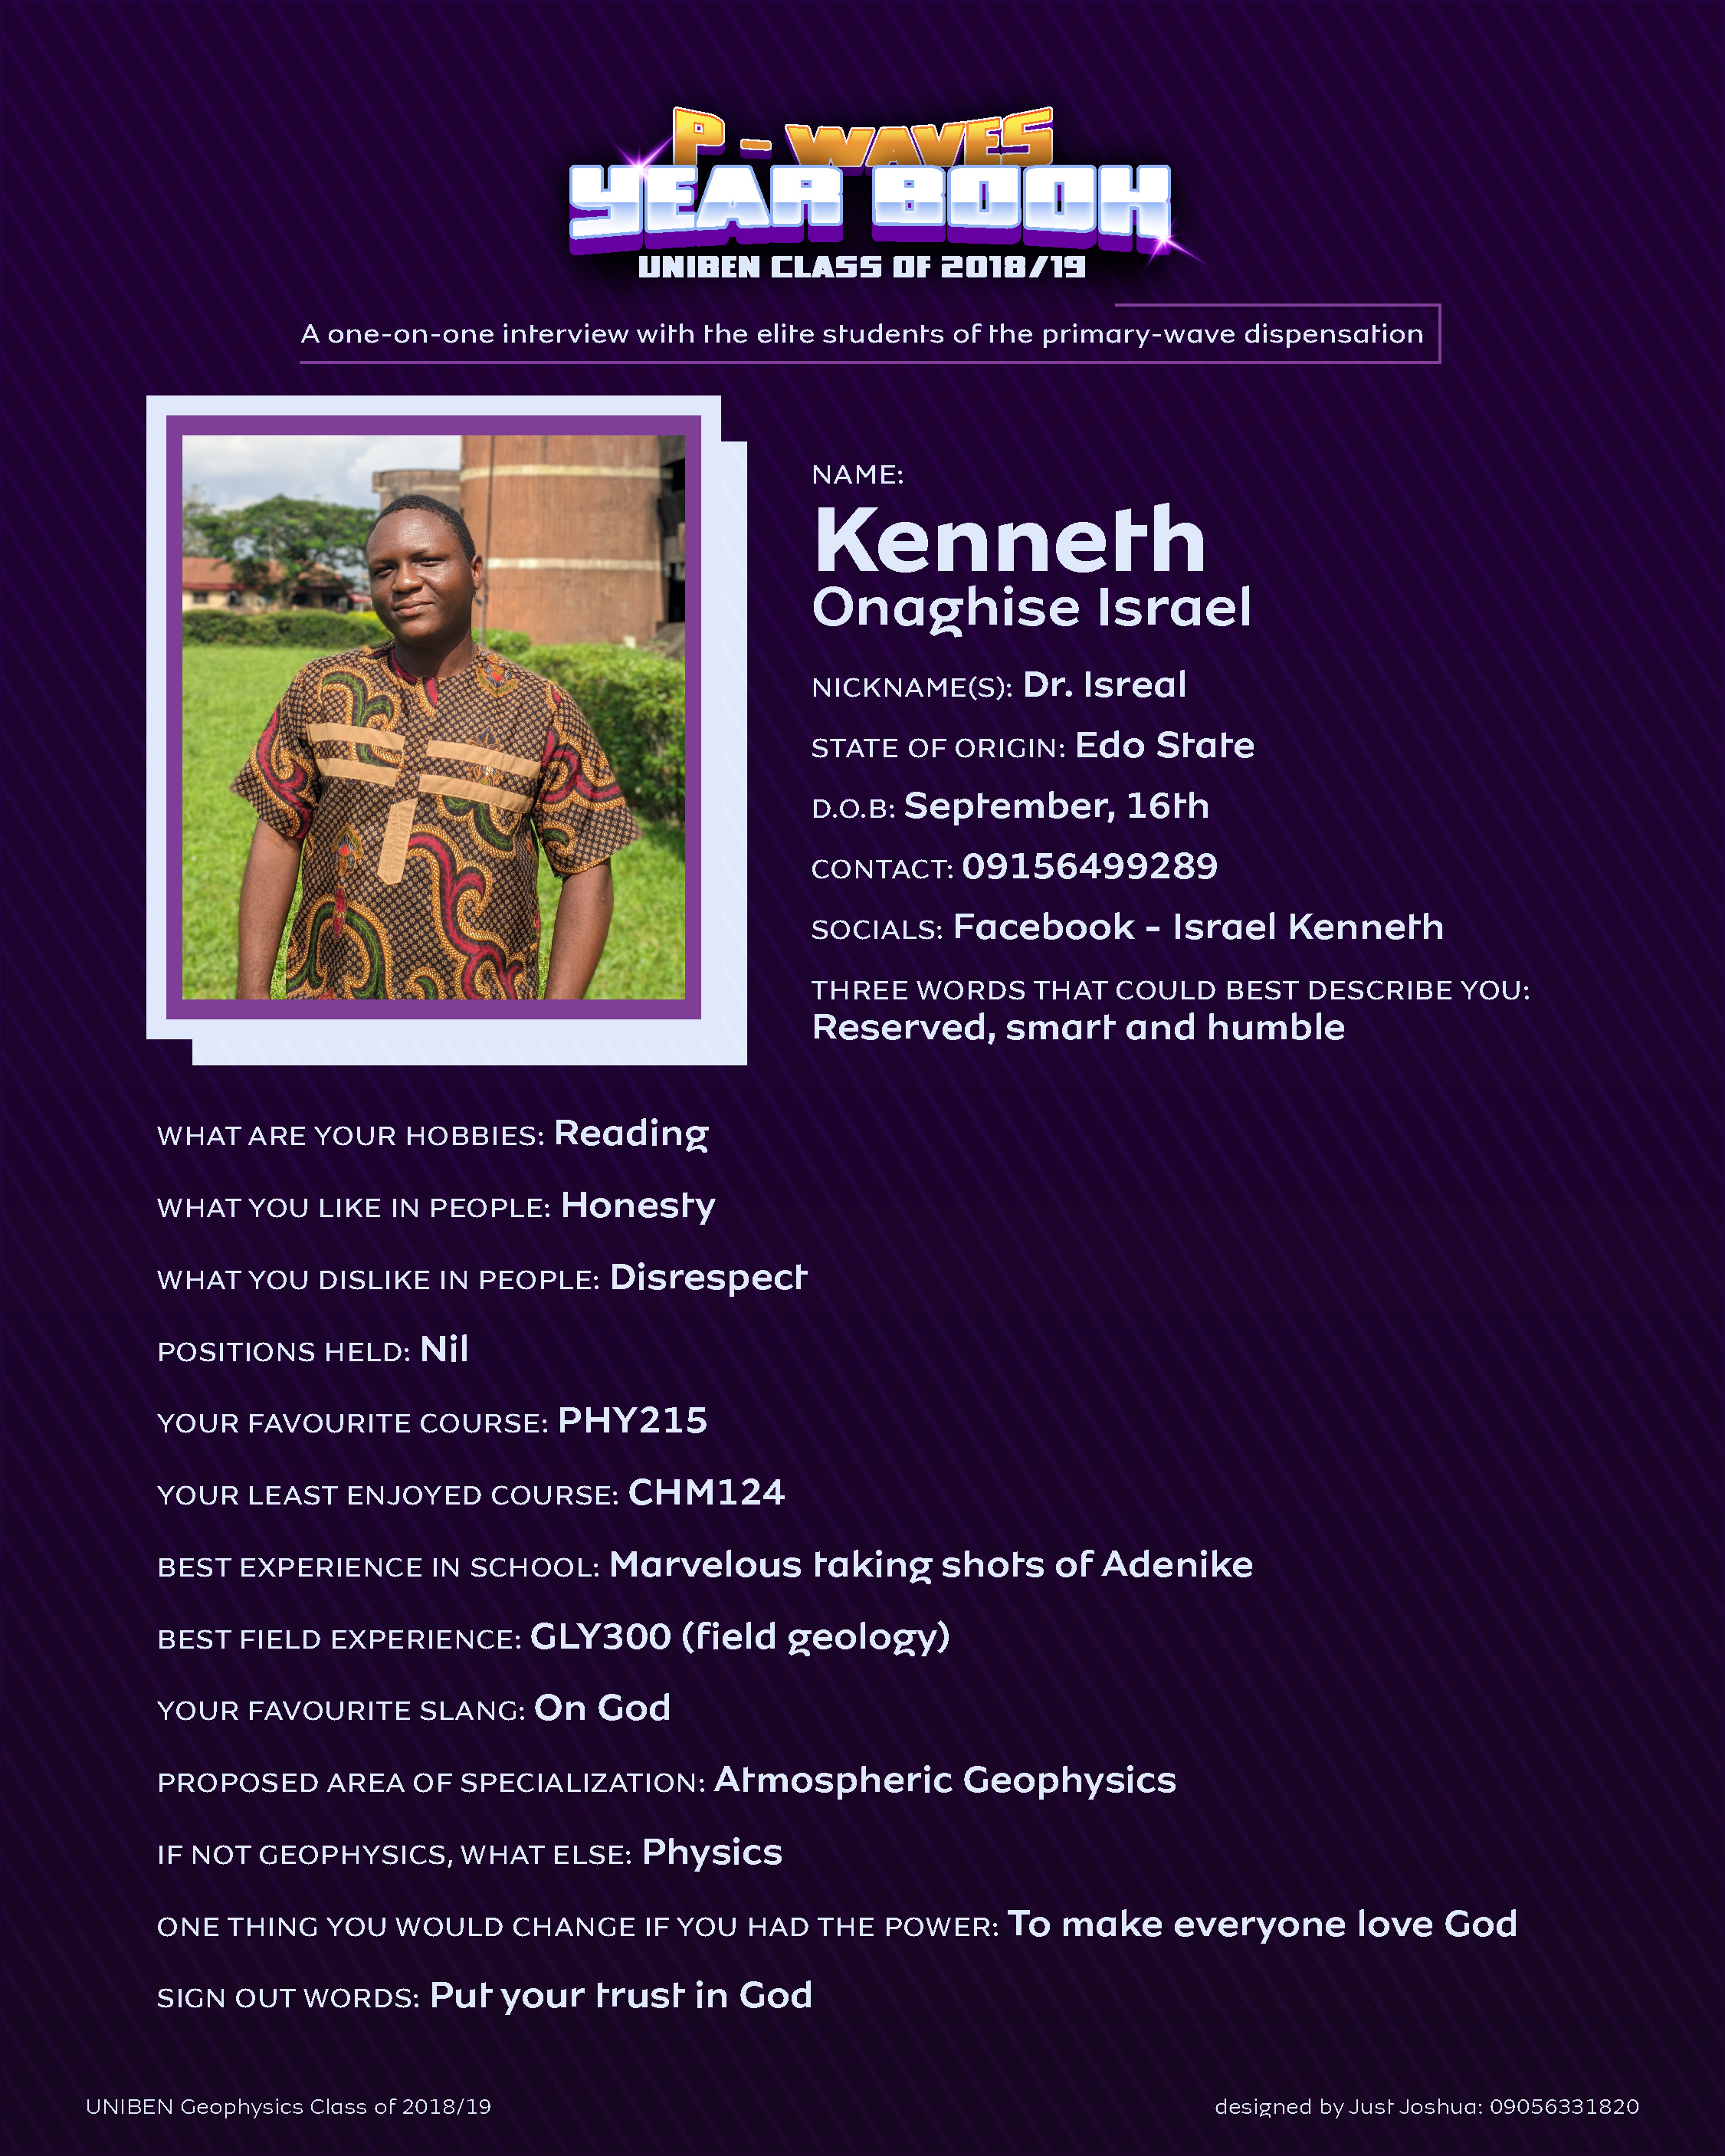 P - WAVES
YEAR BOOK
UNIBEN CLASS OF 2018/19
A one-on-one interview with the elite students of the primary-wave dispensation
NAME:
Kenneth
Onaghise Israel
NICKNAME(S): Dr. Isreal
STATE OF ORIGIN: Edo State
D.O.B: September, 16th
CONTACT: 09156499289
SOCIALS: Facebook - Israel Kenneth
THREE WORDS THAT COULD BEST DESCRIBE YOU:
Reserved, smart and humble
WHAT ARE YOUR HOBBIES: Reading
WHAT YOU LIKE IN PEOPLE: Honesty
WHAT YOU DISLIKE IN PEOPLE: Disrespect
POSITIONS HELD: Nil
YOUR FAVOURITE COURSE: PHY215
YOUR LEAST ENJOYED COURSE: CHM124
BEST EXPERIENCE IN SCHOOL: Marvelous taking shots of Adenike
BEST FIELD EXPERIENCE: GLY300 (field geology)
YOUR FAVOURITE SLANG: On God
PROPOSED AREA OF SPECIALIZATION: Atmospheric Geophysics
IF NOT GEOPHYSICS, WHAT ELSE: Physics
ONE THING YOU WOULD CHANGE IF YOU HAD THE POWER: To make everyone love God
SIGN OUT WORDS: Put your trust in God
UNIBEN Geophysics Class of 2018/19
designed by Just Joshua: 09056331820